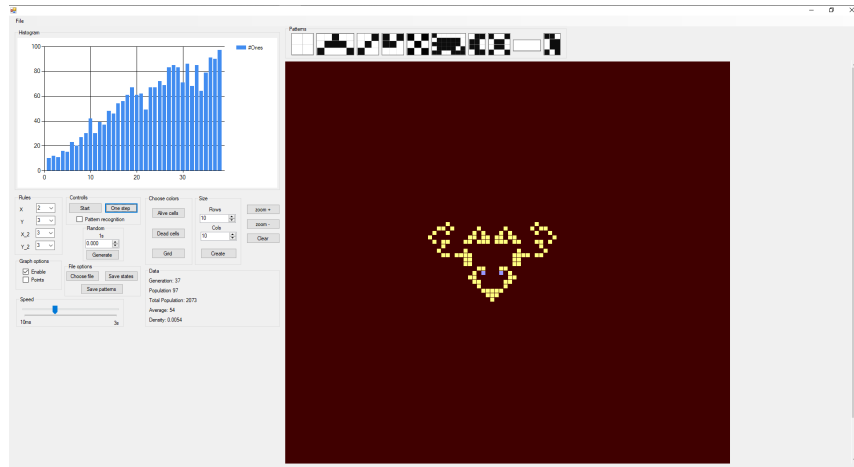 File
Histogram
Patterns
100
80
60
40
20
0
0 10 20 30
#Ones
Rules
X 2
Y 3
X_2 3
Y_2 3
Controlls
Start One step
Pattern recognition
Random
1s
0.000
Generate
Choose colors
Alive cells
Dead cells
Grid
Size
Rows
10
Cols
10
Create
zoom +
zoom -
Clear
Graph options
Enable
Points
File options
Choose file Save states
Save patterns
Data
Generation: 37
Population 97
Total Population: 2073
Average: 54
Density: 0.0054
Speed
10ms 3s